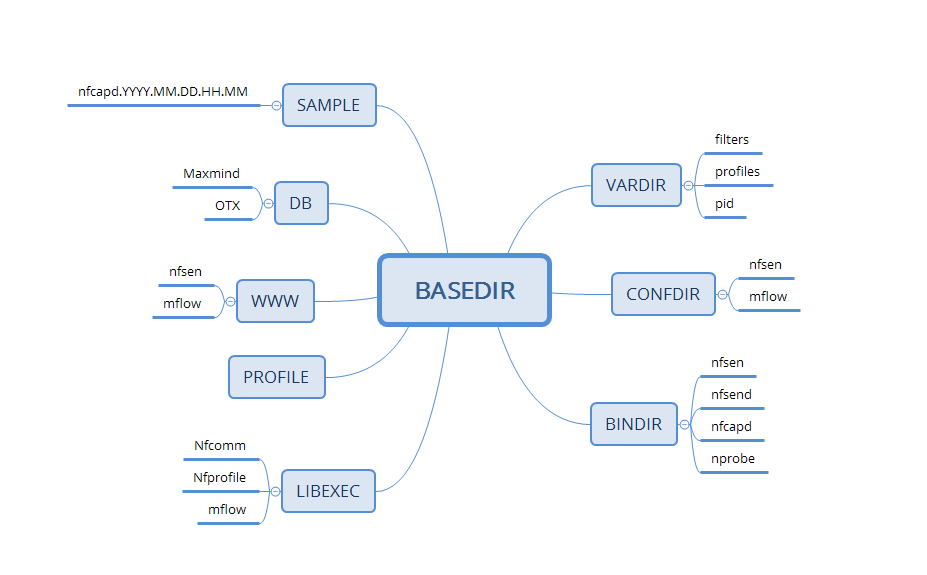 nfcapd.YYYY.MM.DD.HH.MM
SAMPLE
Maxmind
OTX
DB
nfsen
mflow
WWW
PROFILE
Nfcomm
Nfprofile
mflow
LIBEXEC
BASEDIR
VARDIR
filters
profiles
pid
CONFDIR
nfsen
mflow
BINDIR
nfsen
nfsend
nfcapd
nprobe